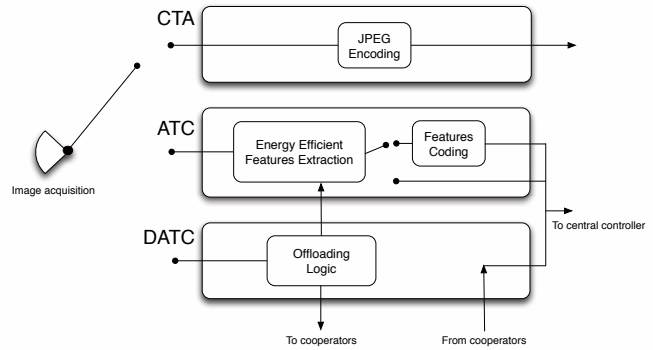 CTA
JPEG
Encoding
ATC
Energy Efficient
Features Extraction
Features
Coding
Image acquisition
To central controller
DATC
Offloading
Logic
To cooperators
From cooperators